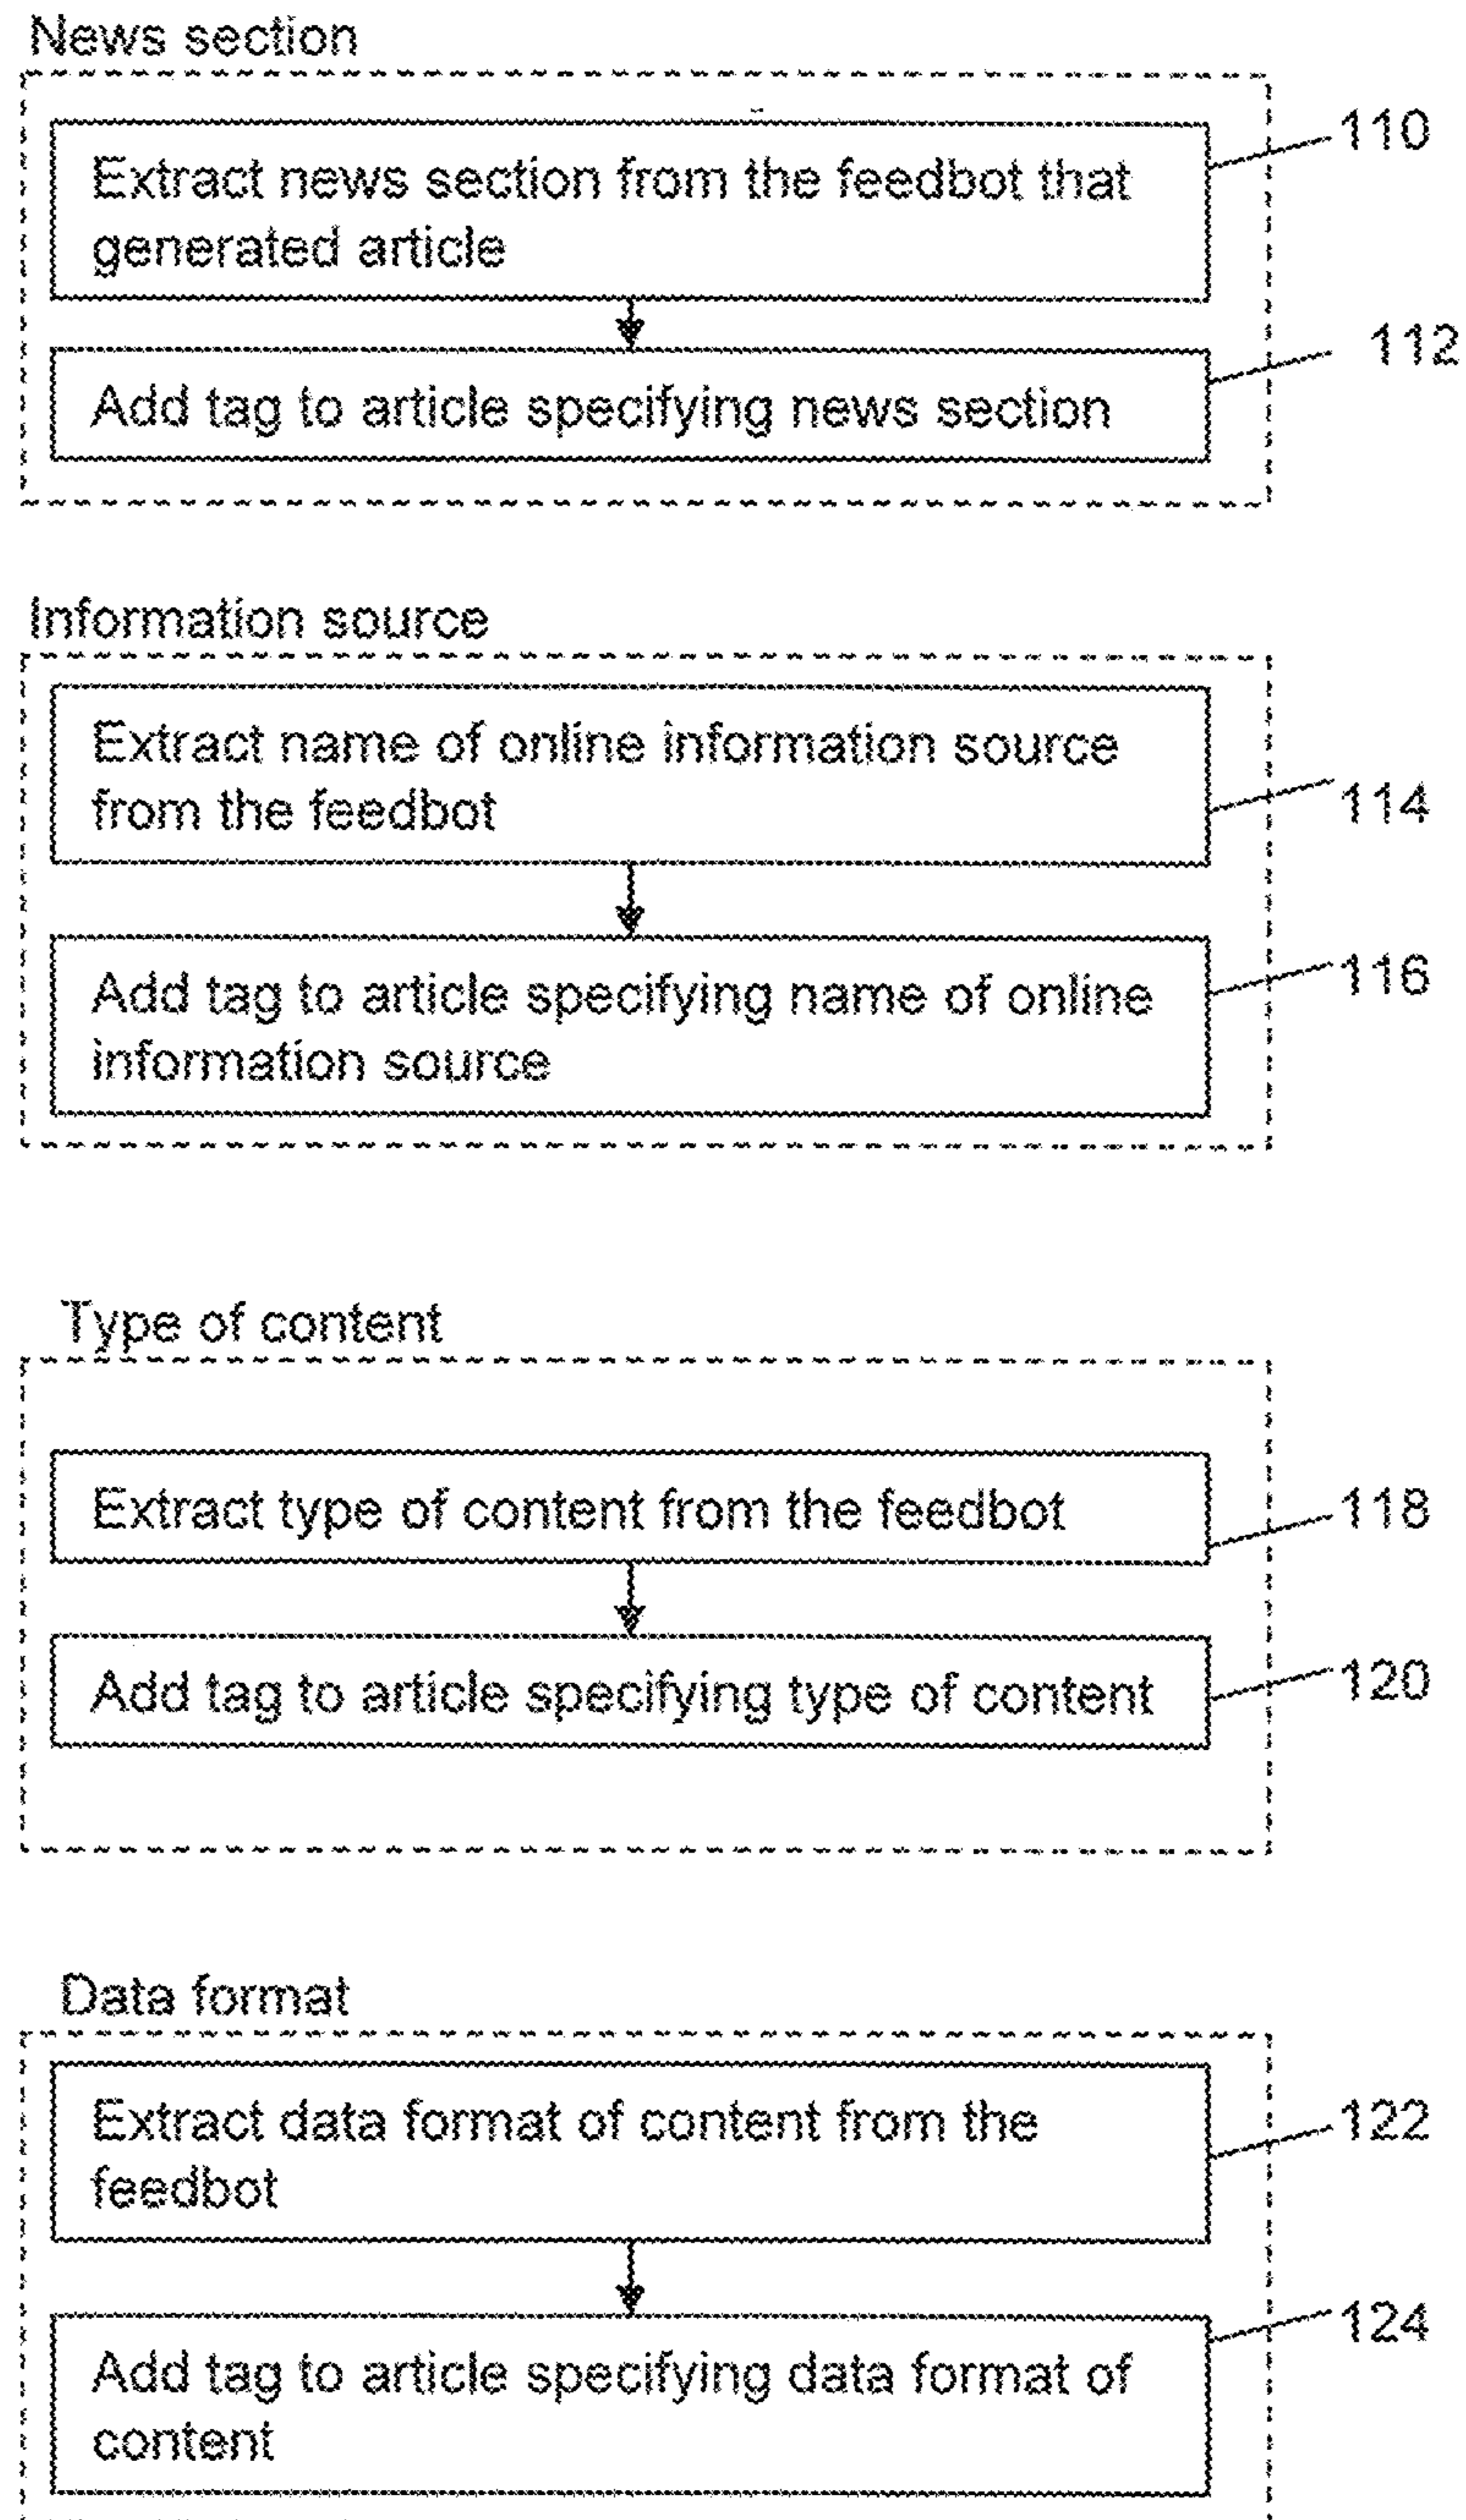 News section
Extract news section from the feedbot that
generated article
110
Add tag to article specifying news section
112
Information source
Extract name of online information source
from the feedbot
114
Add tag to article specifying name of online
information source
116
Type of content
Extract type of content from the feedbot
118
Add tag to article specifying type of content
120
Data format
Extract data format of content from the
feedbot
122
Add tag to article specifying data format of
content
124